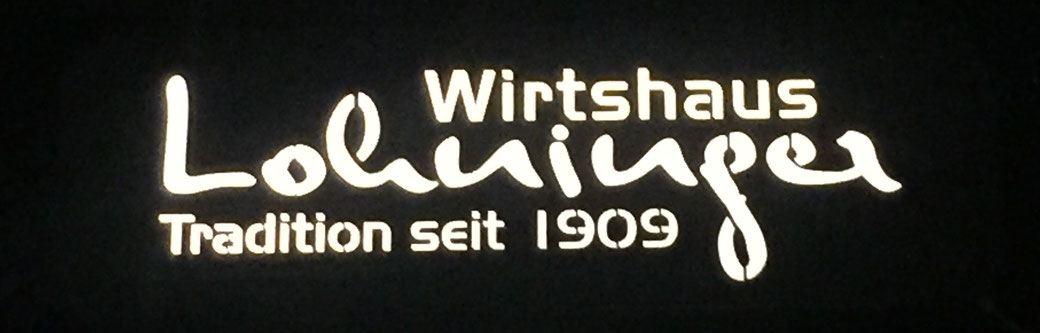 Wirtshaus
Lohninger
Tradition seit 1909